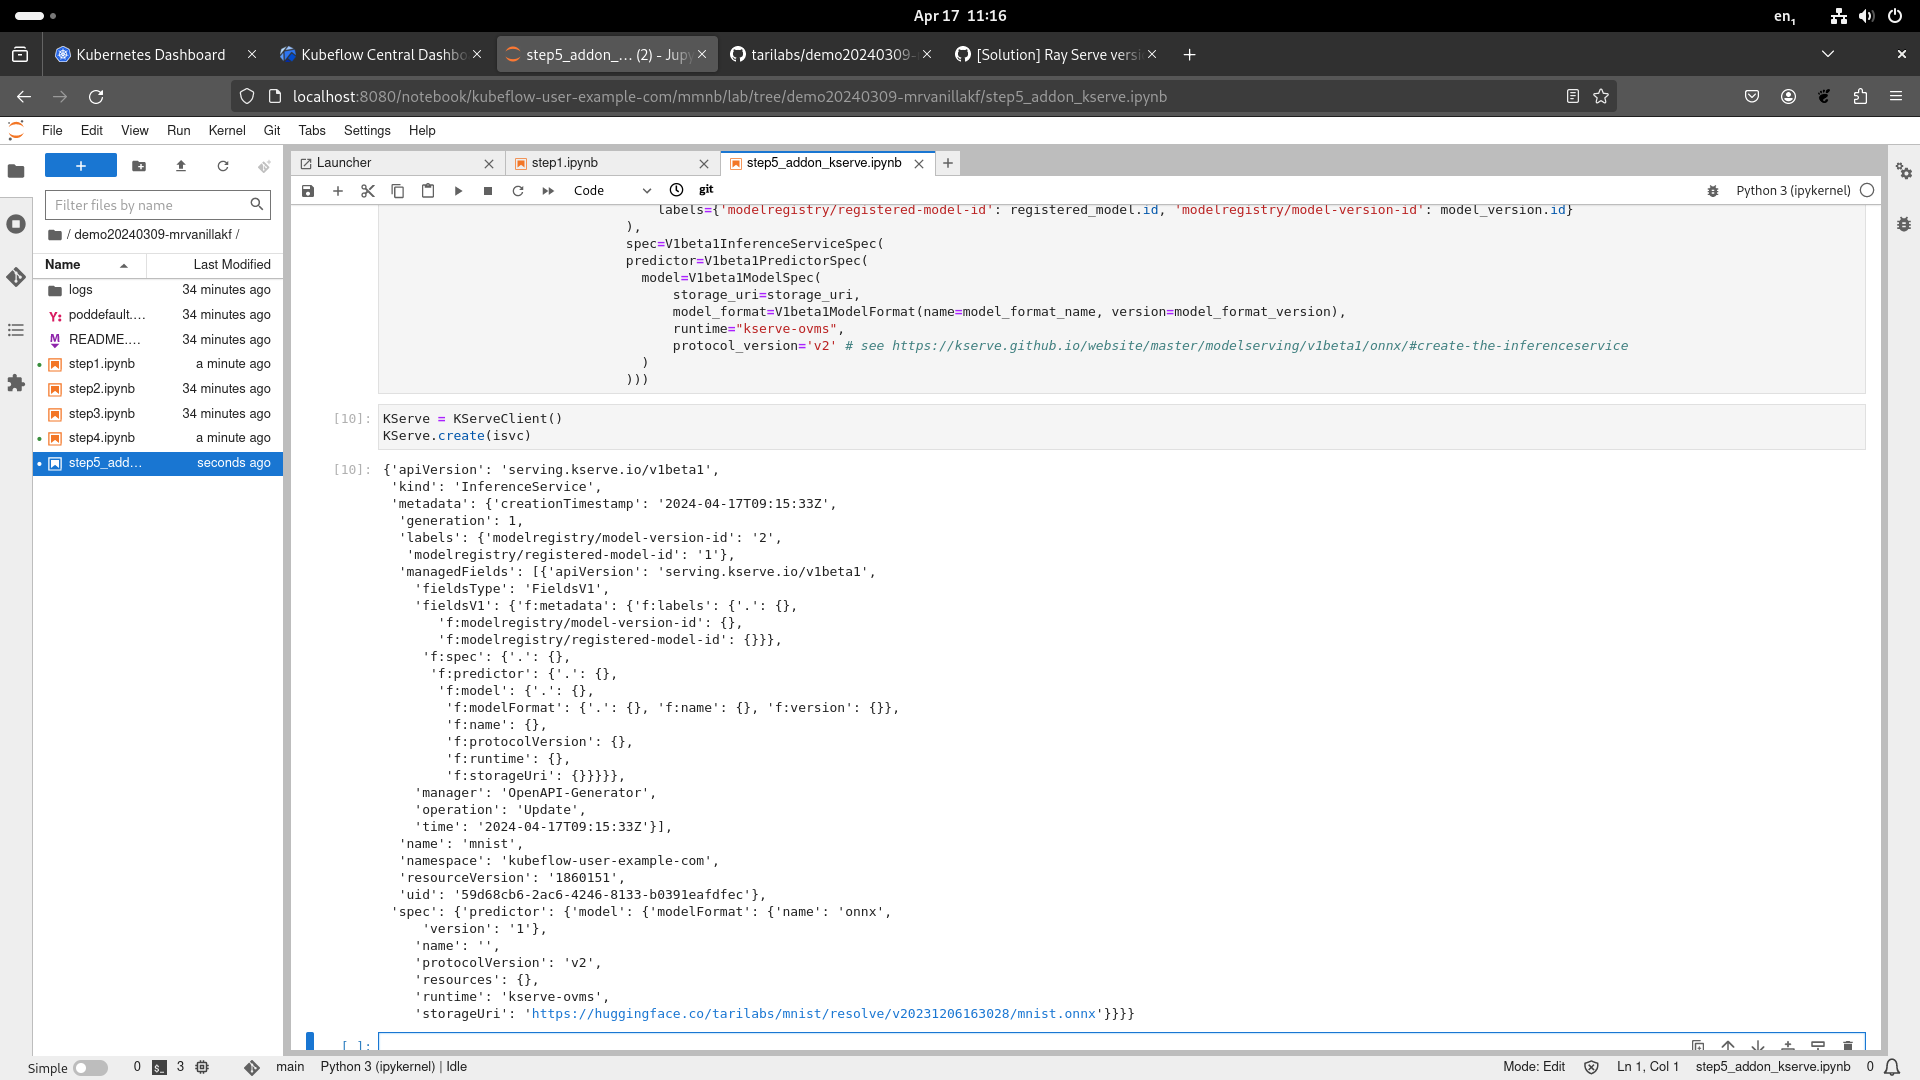 Apr 17 11:16
en1
Kubernetes Dashboard
Kubeflow Central Dashbo
step5_addon_... (2) - Jupy
tarilabs/demo20240309-
[Solution] Ray Serve versi
localhost:8080/notebook/kubeflow-user-example-com/mmnb/lab/tree/demo20240309-mrvanillakf/step5_addon_kserve.ipynb
File Edit View Run Kernel Git Tabs Settings Help
Launcher
step1.ipynb
step5_addon_kserve.ipynb
Code
git
Python 3 (ipykernel)
Filter files by name
/ demo20240309-mrvanillakf /
Name Last Modified
logs 34 minutes ago
poddefault.... 34 minutes ago
README.... 34 minutes ago
step1.ipynb a minute ago
step2.ipynb 34 minutes ago
step3.ipynb 34 minutes ago
step4.ipynb a minute ago
step5_add... seconds ago
labels={'modelregistry/registered-model-id': registered_model.id, 'modelregistry/model-version-id': model_version.id}
),
spec=V1beta1InferenceServiceSpec(
predictor=V1beta1PredictorSpec(
model=V1beta1ModelSpec(
storage_uri=storage_uri,
model_format=V1beta1ModelFormat(name=model_format_name, version=model_format_version),
runtime="kserve-ovms",
protocol_version='v2' # see https://kserve.github.io/website/master/modelserving/v1beta1/onnx/#create-the-inferenceservice
)
)))
[10]: KServe = KServeClient()
KServe.create(isvc)
[10]: {'apiVersion': 'serving.kserve.io/v1beta1',
'kind': 'InferenceService',
'metadata': {'creationTimestamp': '2024-04-17T09:15:33Z',
'generation': 1,
'labels': {'modelregistry/model-version-id': '2',
'modelregistry/registered-model-id': '1'},
'managedFields': [{'apiVersion': 'serving.kserve.io/v1beta1',
'fieldsType': 'FieldsV1',
'fieldsV1': {'f:metadata': {'f:labels': {'.': {},
'f:modelregistry/model-version-id': {},
'f:modelregistry/registered-model-id': {}}},
'f:spec': {'.': {},
'f:predictor': {'.': {},
'f:model': {'.': {},
'f:modelFormat': {'.': {}, 'f:name': {}, 'f:version': {}},
'f:name': {},
'f:protocolVersion': {},
'f:runtime': {},
'f:storageUri': {}}}}},
'manager': 'OpenAPI-Generator',
'operation': 'Update',
'time': '2024-04-17T09:15:33Z'}],
'name': 'mnist',
'namespace': 'kubeflow-user-example-com',
'resourceVersion': '1860151',
'uid': '59d68cb6-2ac6-4246-8133-b0391eafdfec'},
'spec': {'predictor': {'model': {'modelFormat': {'name': 'onnx',
'version': '1'},
'name': '',
'protocolVersion': 'v2',
'resources': {},
'runtime': 'kserve-ovms',
'storageUri': 'https://huggingface.co/tarilabs/mnist/resolve/v20231206163028/mnist.onnx'}}}}
[ ]:
Simple 0 3 main Python 3 (ipykernel) | Idle Mode: Edit Ln 1, Col 1 step5_addon_kserve.ipynb 0